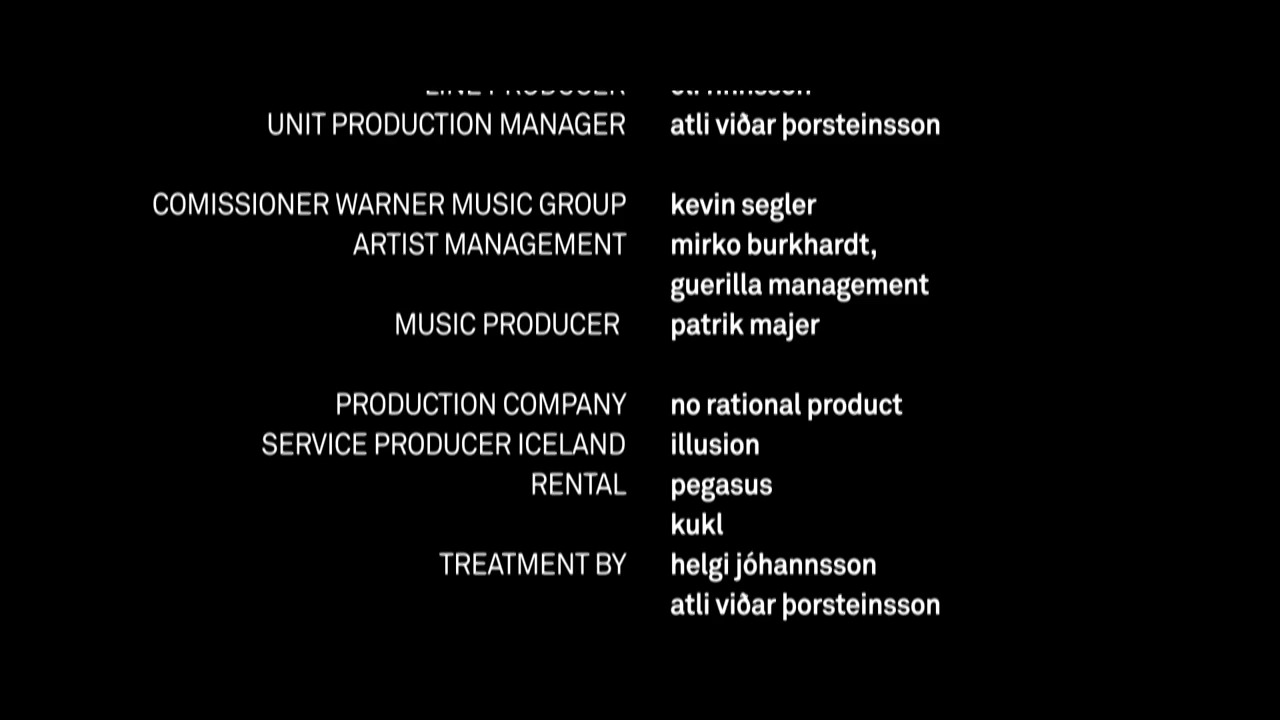 UNIT PRODUCTION MANAGER atli viðar þorsteinsson
COMISSIONER WARNER MUSIC GROUP kevin segler
ARTIST MANAGEMENT mirko burkhardt,
guerilla management
MUSIC PRODUCER patrik majer
PRODUCTION COMPANY no rational product
SERVICE PRODUCER ICELAND illusion
RENTAL pegasus
kukl
TREATMENT BY helgi jóhannsson
atli viðar þorsteinsson